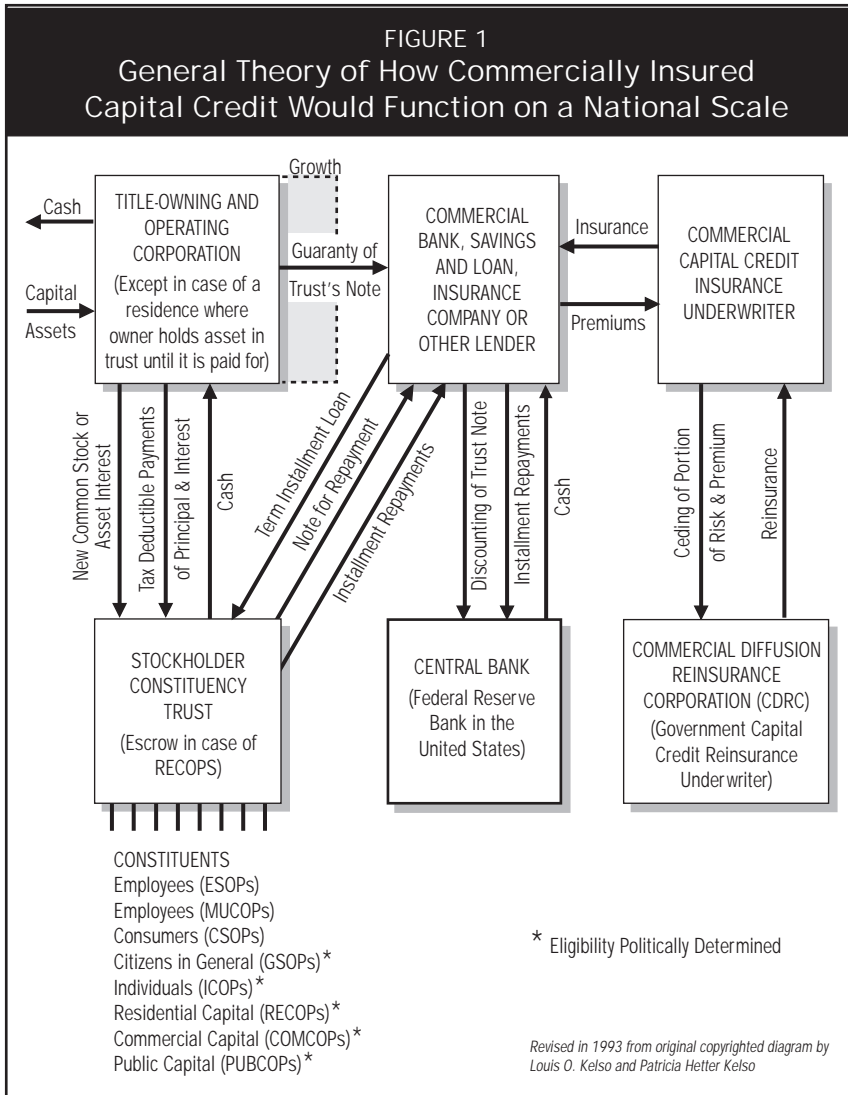 FIGURE 1
General Theory of How Commercially Insured
Capital Credit Would Function on a National Scale
Growth
Cash
Capital
Assets
TITLE-OWNING AND
OPERATING
CORPORATION
(Except in case of a
residence where
owner holds asset in
trust until it is paid for)
Guaranty of
Trust's Note
COMMERCIAL
BANK, SAVINGS
AND LOAN,
INSURANCE
COMPANY OR
OTHER LENDER
Insurance
Premiums
COMMERCIAL
CAPITAL CREDIT
INSURANCE
UNDERWRITER
New Common Stock or
Asset Interest
Tax Deductible Payments
of Principal & Interest
Cash
Term Installment Loan
Note for Repayment
Installment Repayments
Discounting of Trust Note
Installment Repayments
Cash
Ceding of Portion
of Risk & Premium
Reinsurance
STOCKHOLDER
CONSTITUENCY
TRUST
(Escrow in case of
RECOPS)
CENTRAL BANK
(Federal Reserve
Bank in the
United States)
COMMERCIAL DIFFUSION
REINSURANCE
CORPORATION (CDRC)
(Government Capital
Credit Reinsurance
Underwriter)
CONSTITUENTS
Employees (ESOPs)
Employees (MUCOPs)
Consumers (CSOPs)
Citizens in General (GSOPs)*
Individuals (ICOPs)*
Residential Capital (RECOPs)*
Commercial Capital (COMCOPs)*
Public Capital (PUBCOPs)*
* Eligibility Politically Determined
Revised in 1993 from original copyrighted diagram by
Louis O. Kelso and Patricia Hetter Kelso